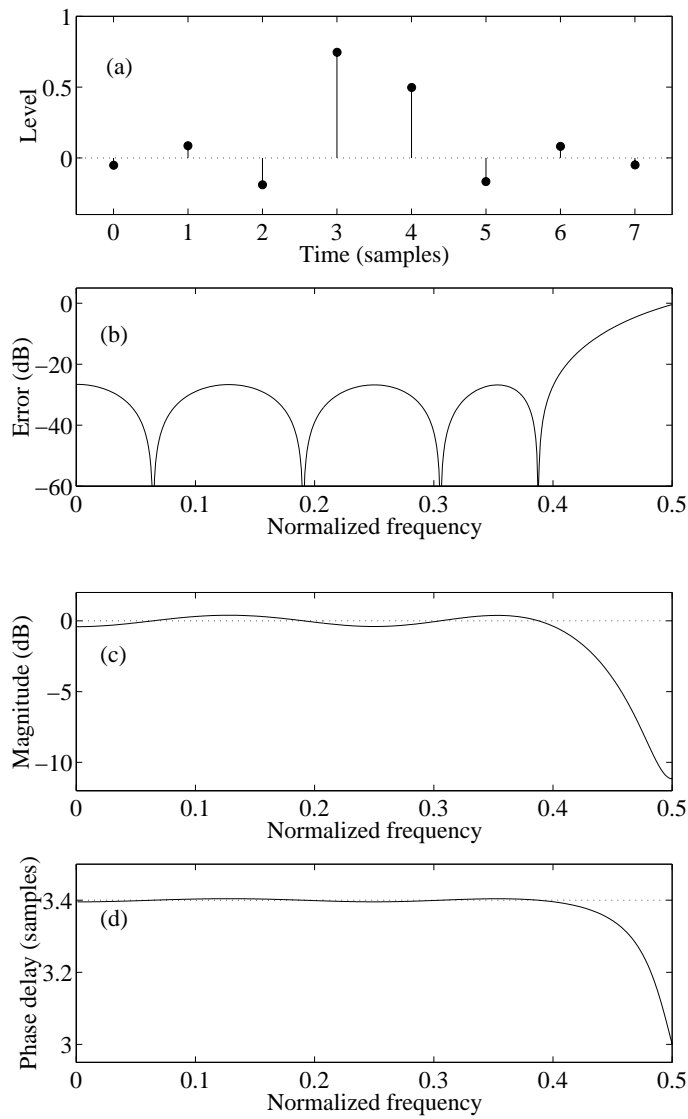 1
(a)
0.5
Level
0
0 1 2 3 4 5 6 7
Time (samples)
0
(b)
−20
Error (dB)
−40
−60
0 0.1 0.2 0.3 0.4 0.5
Normalized frequency
0
(c)
Magnitude (dB)
−5
−10
0 0.1 0.2 0.3 0.4 0.5
Normalized frequency
3.4
(d)
Phase delay (samples)
3.2
3
0 0.1 0.2 0.3 0.4 0.5
Normalized frequency